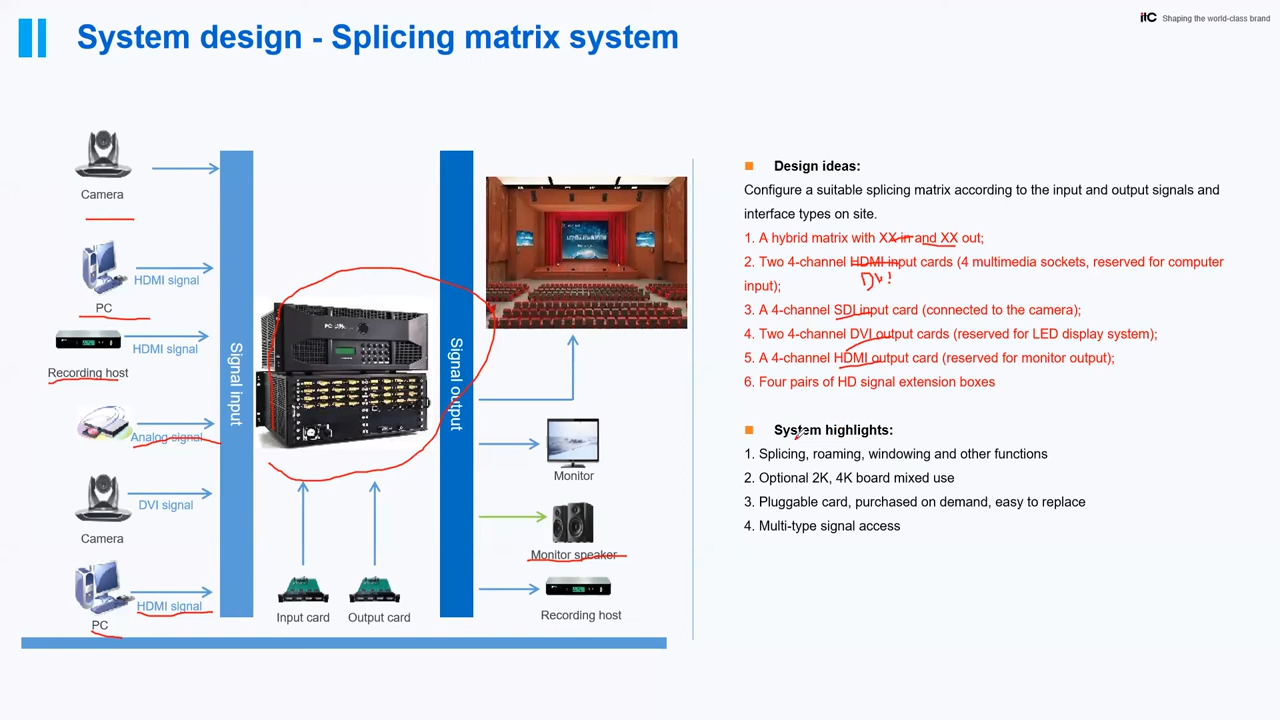 itC Shaping the world-class brand
System design - Splicing matrix system
Camera
HDMI signal
PC
HDMI signal
Recording host
Analog signal
DVI signal
Camera
HDMI signal
PC
Signal input
Input card
Output card
Signal output
Monitor
Monitor speaker
Recording host
Design ideas:
Configure a suitable splicing matrix according to the input and output signals and
interface types on site.
1. A hybrid matrix with XX in and XX out;
2. Two 4-channel HDMI input cards (4 multimedia sockets, reserved for computer
input);
3. A 4-channel SDI input card (connected to the camera);
4. Two 4-channel DVI output cards (reserved for LED display system);
5. A 4-channel HDMI output card (reserved for monitor output);
6. Four pairs of HD signal extension boxes
System highlights:
1. Splicing, roaming, windowing and other functions
2. Optional 2K, 4K board mixed use
3. Pluggable card, purchased on demand, easy to replace
4. Multi-type signal access